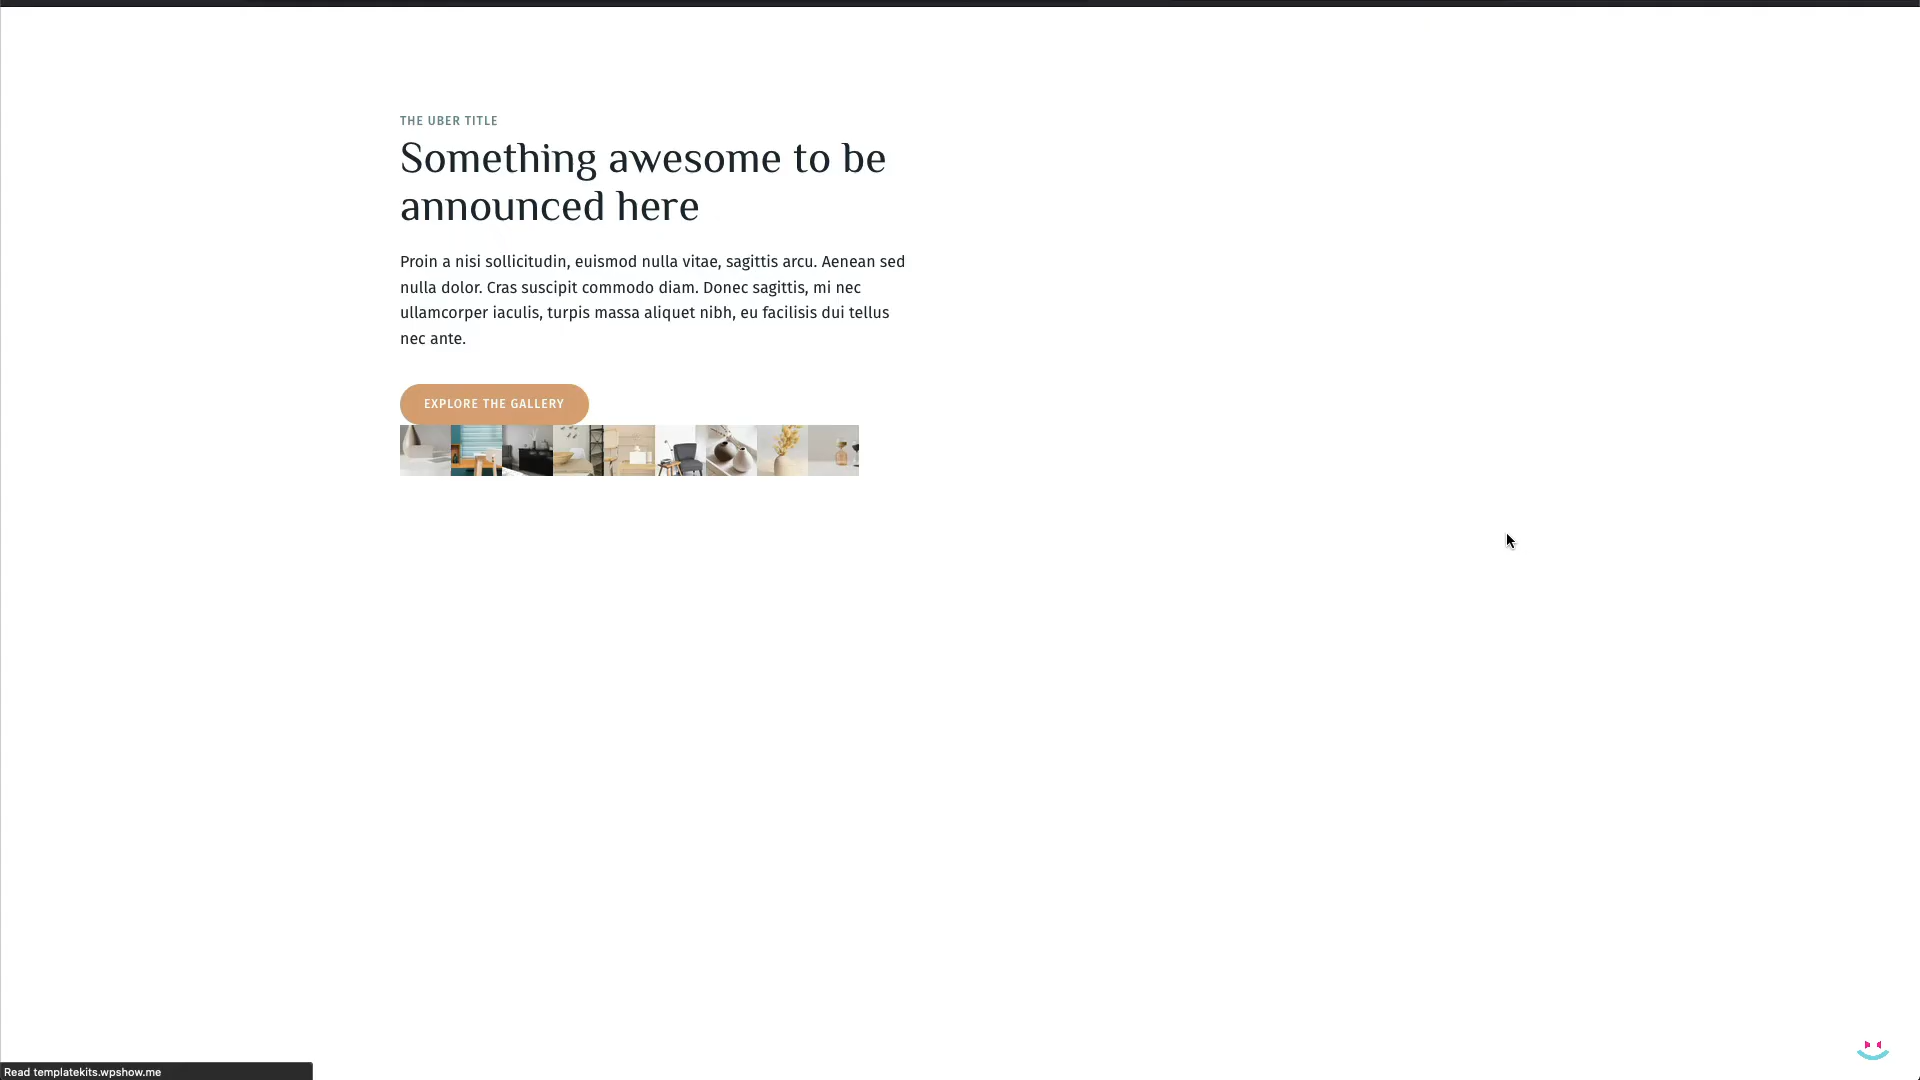 THE UBER TITLE
Something awesome to be
announced here
Proin a nisi sollicitudin, euismod nulla vitae, sagittis arcu. Aenean sed
nulla dolor. Cras suscipit commodo diam. Donec sagittis, mi nec
ullamcorper iaculis, turpis massa aliquet nibh, eu facilisis dui tellus
nec ante.
EXPLORE THE GALLERY
Read templatekits.wpshow.me